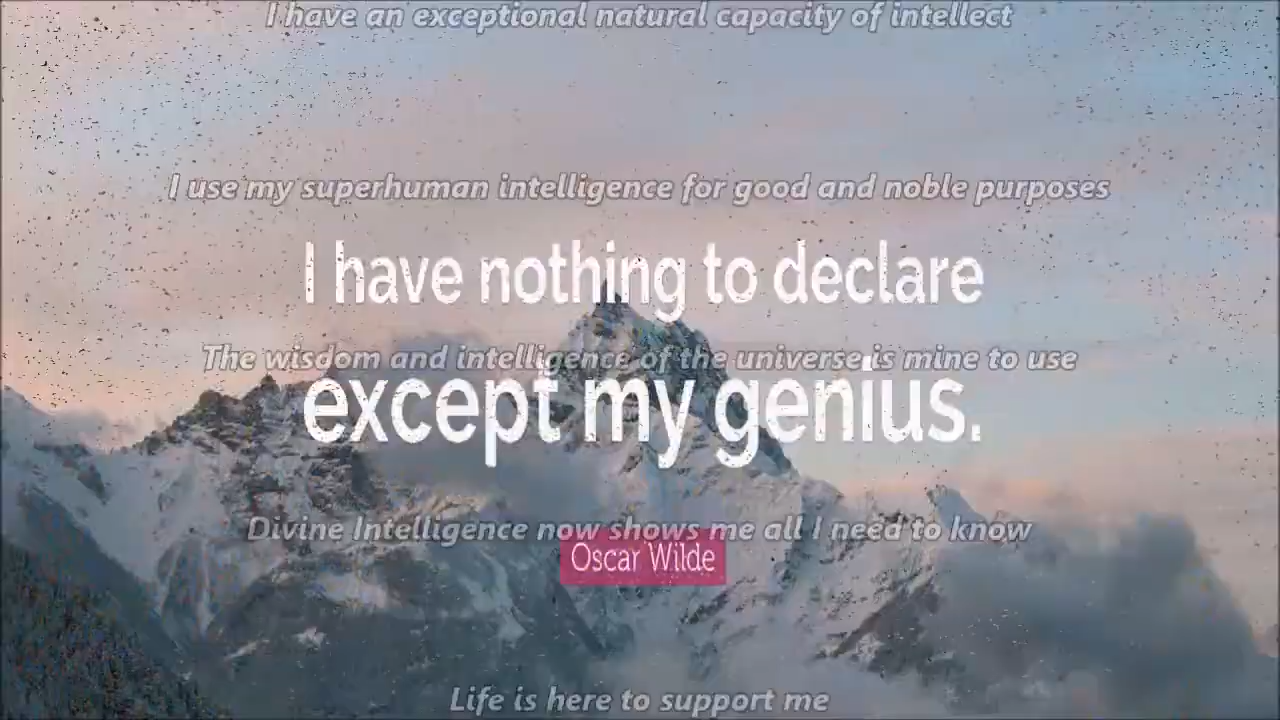 I have an exceptional natural capacity of intellect
I use my superhuman intelligence for good and noble purposes
I have nothing to declare
The wisdom and intelligence of the universe is mine to use
except my genius.
Divine Intelligence now shows me all I need to know
Oscar Wilde
Life is here to support me